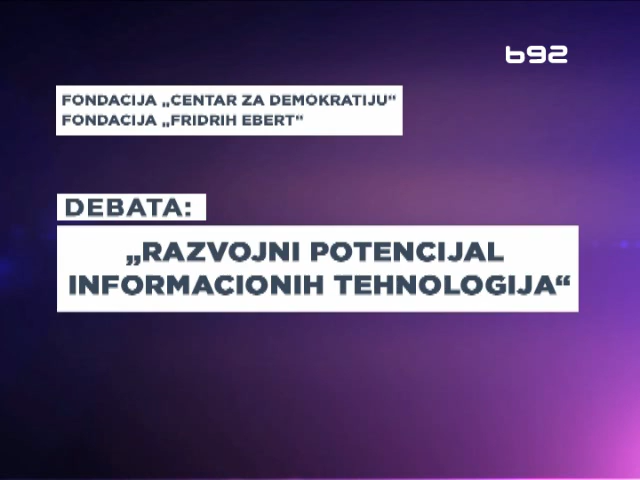 b92
FONDACIJA „CENTAR ZA DEMOKRATIJU“
FONDACIJA „FRIDRIH EBERT“
DEBATA:
„RAZVOJNI POTENCIJAL
INFORMACIONIH TEHNOLOGIJA“